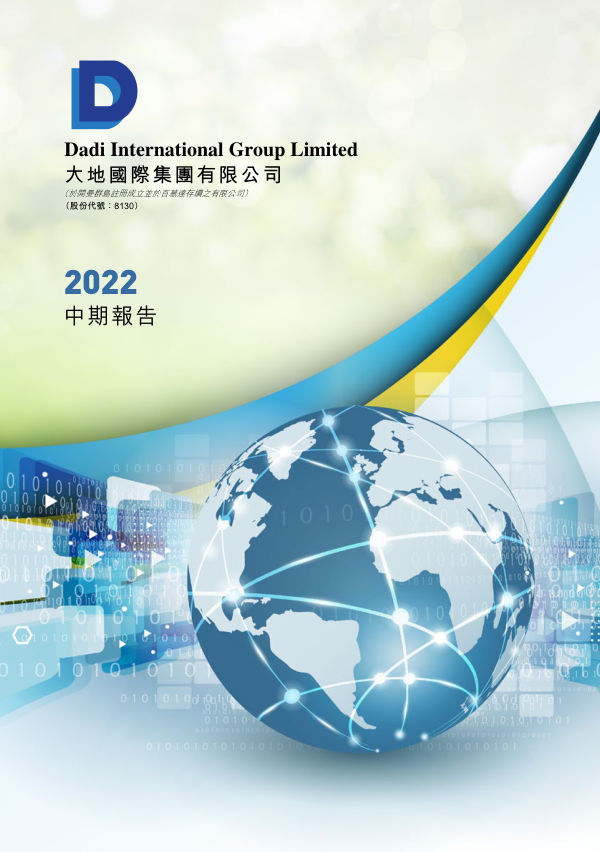 Dadi International Group Limited
大地國際集團有限公司
（於開曼群島註冊成立並於百慕達存續之有限公司）
（股份代號：8130）
2022
中期報告